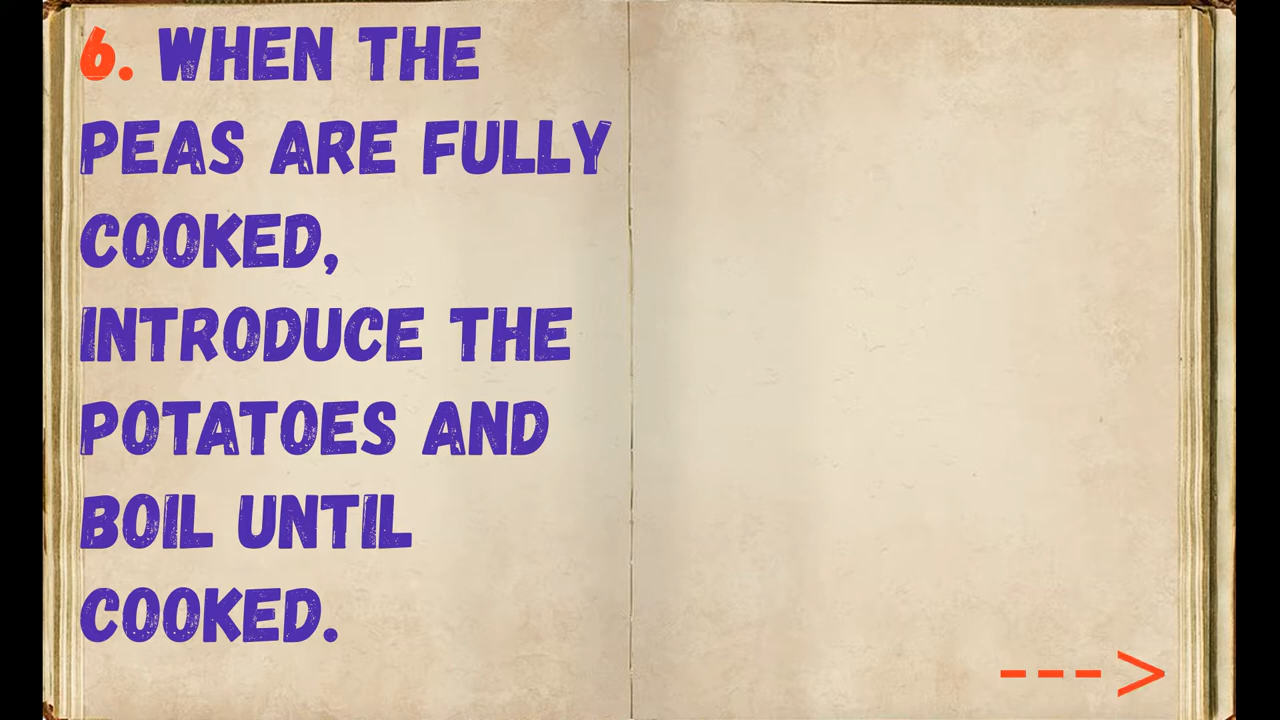 6. WHEN THE
PEAS ARE FULLY
COOKED,
INTRODUCE THE
POTATOES AND
BOIL UNTIL
COOKED.
--->